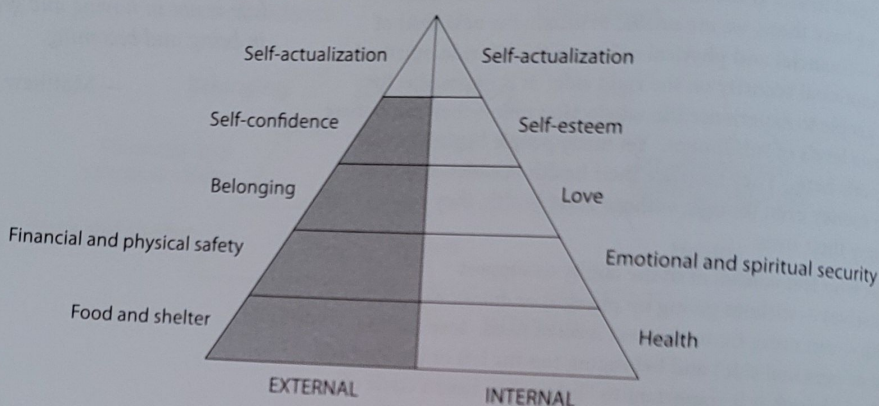 Self-actualization
Self-actualization
Self-confidence
Self-esteem
Belonging
Love
Financial and physical safety
Emotional and spiritual security
Food and shelter
Health
EXTERNAL
INTERNAL